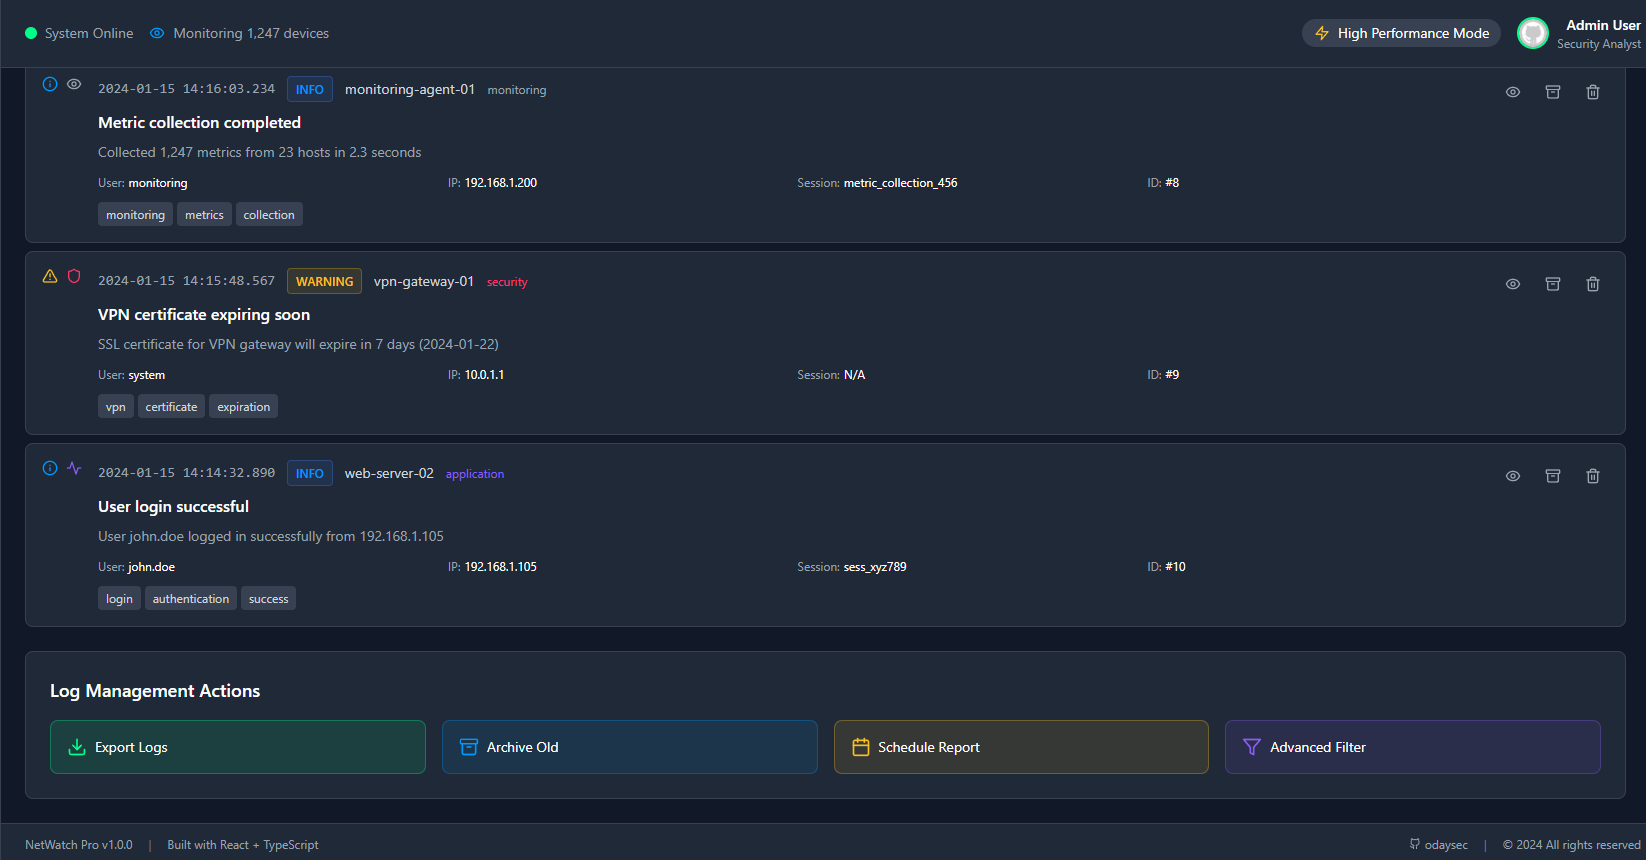 System Online Monitoring 1,247 devices High Performance Mode Admin User
Security Analyst
2024-01-15 14:16:03.234 INFO monitoring-agent-01 monitoring
Metric collection completed
Collected 1,247 metrics from 23 hosts in 2.3 seconds
User: monitoring IP: 192.168.1.200 Session: metric_collection_456 ID: #8
monitoring metrics collection
2024-01-15 14:15:48.567 WARNING vpn-gateway-01 security
VPN certificate expiring soon
SSL certificate for VPN gateway will expire in 7 days (2024-01-22)
User: system IP: 10.0.1.1 Session: N/A ID: #9
vpn certificate expiration
2024-01-15 14:14:32.890 INFO web-server-02 application
User login successful
User john.doe logged in successfully from 192.168.1.105
User: john.doe IP: 192.168.1.105 Session: sess_xyz789 ID: #10
login authentication success
Log Management Actions
Export Logs Archive Old Schedule Report Advanced Filter
NetWatch Pro v1.0.0 | Built with React + TypeScript odaysec | © 2024 All rights reserved